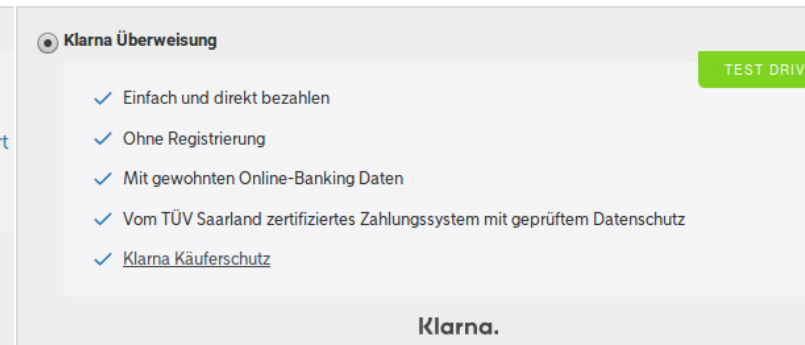 Klarna Überweisung
TEST DRIV
Einfach und direkt bezahlen
Ohne Registrierung
rt
Mit gewohnten Online-Banking Daten
Vom TÜV Saarland zertifiziertes Zahlungssystem mit geprüftem Datenschutz
Klarna Käuferschutz
Klarna.